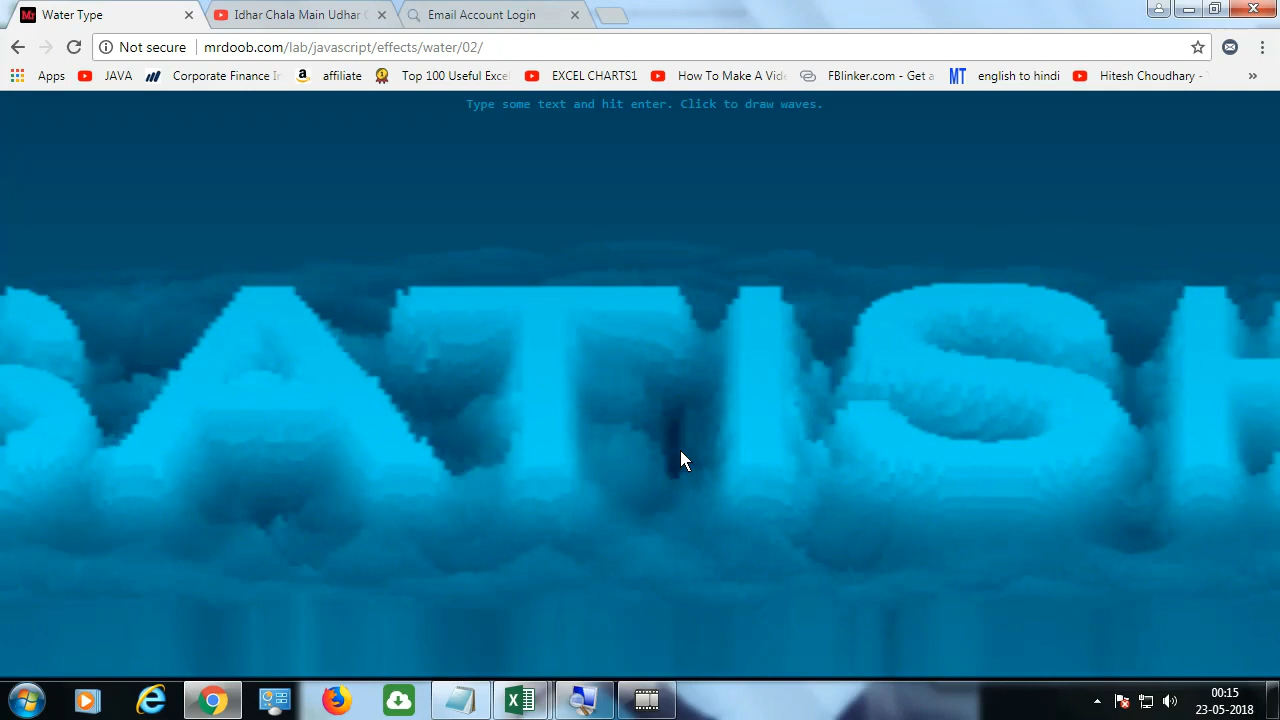 Water Type
Idhar Chala Main Udhar
Email Account Login
Not secure
mrdoob.com/lab/javascript/effects/water/02/
Apps
JAVA
Corporate Finance I
affiliate
Top 100 Useful Excel
EXCEL CHARTS1
How To Make A Vid
FBlinker.com - Get a
MT
english to hindi
Hitesh Choudhary -
»
Type some text and hit enter. Click to draw waves.
SATISH
00:15
23-05-2018